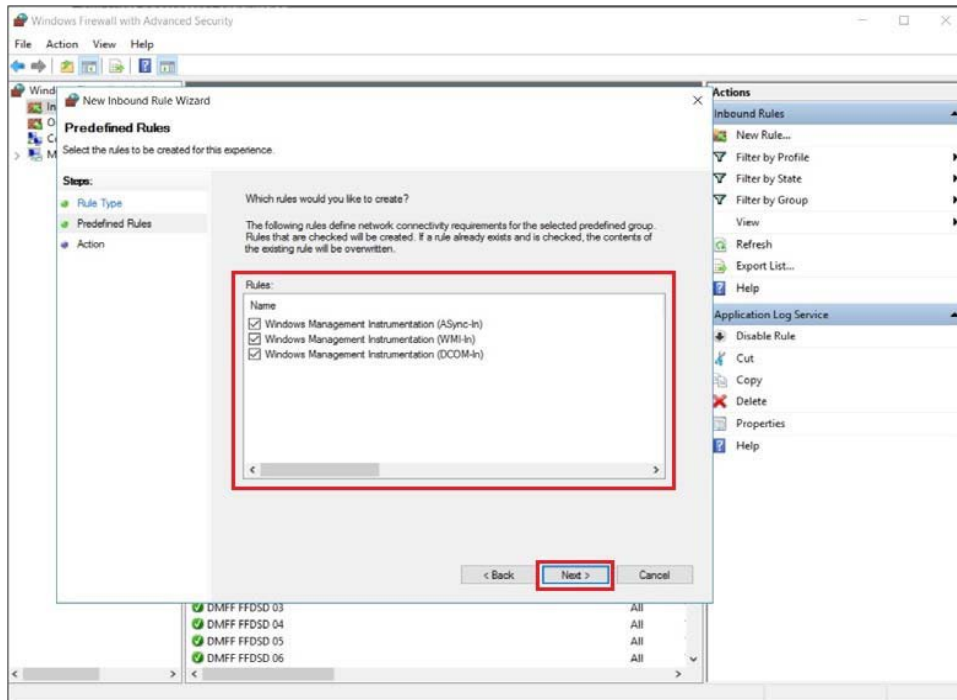 Windows Firewall with Advanced Security
File Action View Help
Wind
In
O
C
M
New Inbound Rule Wizard
Predefined Rules
Select the rules to be created for this experience.
Steps:
Rule Type
Predefined Rules
Action
Which rules would you like to create?
The following rules define network connectivity requirements for the selected predefined group.
Rules that are checked will be created. If a rule already exists and is checked, the contents of
the existing rule will be overwritten.
Rules:
Name
Windows Management Instrumentation (ASync-In)
Windows Management Instrumentation (WMI-In)
Windows Management Instrumentation (DCOM-In)
< Back Next > Cancel
DMFF FFDSD 03 All
DMFF FFDSD 04 All
DMFF FFDSD 05 All
DMFF FFDSD 06 All
Actions
Inbound Rules
New Rule...
Filter by Profile
Filter by State
Filter by Group
View
Refresh
Export List...
Help
Application Log Service
Disable Rule
Cut
Copy
Delete
Properties
Help